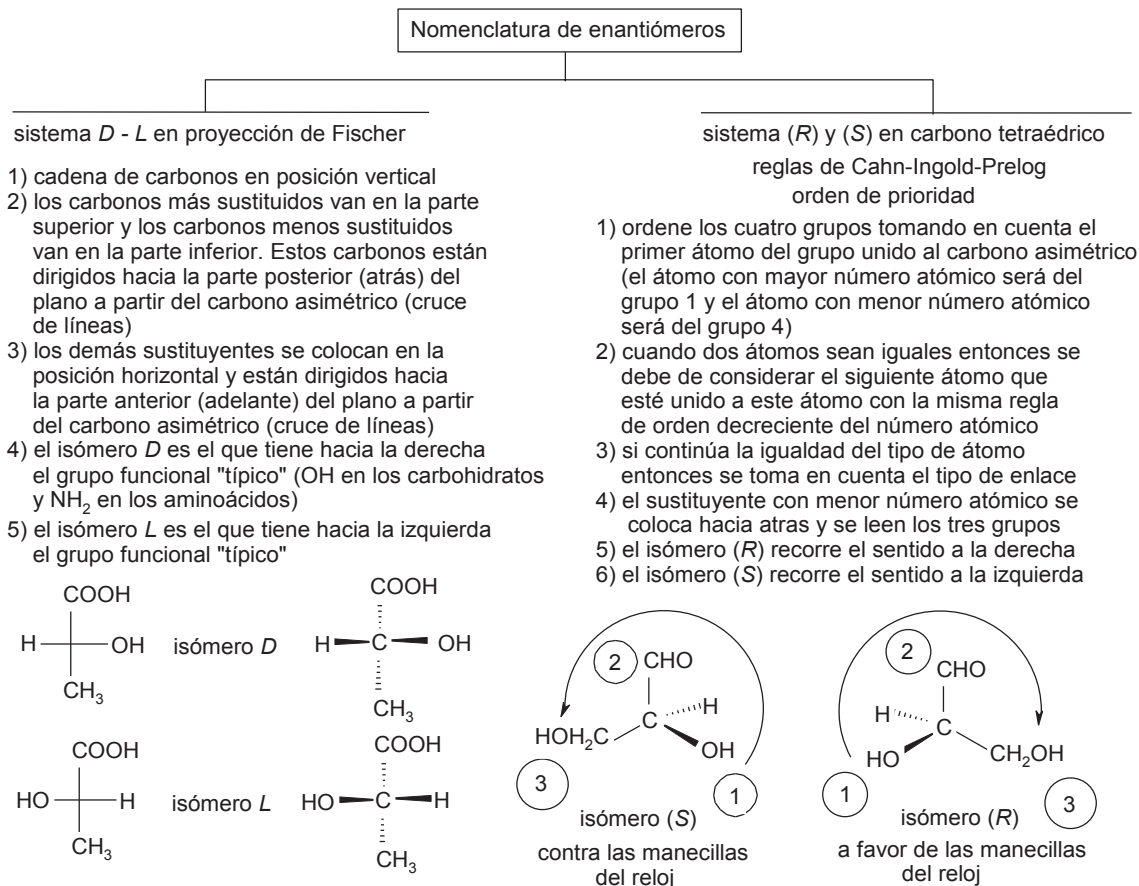 Nomenclatura de enantiómeros
sistema D - L en proyección de Fischer
1) cadena de carbonos en posición vertical
2) los carbonos más sustituidos van en la parte
superior y los carbonos menos sustituidos
van en la parte inferior. Estos carbonos están
dirigidos hacia la parte posterior (atrás) del
plano a partir del carbono asimétrico (cruce
de líneas)
3) los demás sustituyentes se colocan en la
posición horizontal y están dirigidos hacia
la parte anterior (adelante) del plano a partir
del carbono asimétrico (cruce de líneas)
4) el isómero D es el que tiene hacia la derecha
el grupo funcional "típico" (OH en los carbohidratos
y NH2 en los aminoácidos)
5) el isómero L es el que tiene hacia la izquierda
el grupo funcional "típico"
COOH
H OH
CH3
isómero D
COOH
H C OH
CH3
COOH
HO H
CH3
isómero L
COOH
HO C H
CH3
sistema (R) y (S) en carbono tetraédrico
reglas de Cahn-Ingold-Prelog
orden de prioridad
1) ordene los cuatro grupos tomando en cuenta el
primer átomo del grupo unido al carbono asimétrico
(el átomo con mayor número atómico será del
grupo 1 y el átomo con menor número atómico
será del grupo 4)
2) cuando dos átomos sean iguales entonces se
debe de considerar el siguiente átomo que
esté unido a este átomo con la misma regla
de orden decreciente del número atómico
3) si continúa la igualdad del tipo de átomo
entonces se toma en cuenta el tipo de enlace
4) el sustituyente con menor número atómico se
coloca hacia atras y se leen los tres grupos
5) el isómero (R) recorre el sentido a la derecha
6) el isómero (S) recorre el sentido a la izquierda
2 CHO
H
C
HOH2C OH
3 1
isómero (S)
contra las manecillas
del reloj
2
CHO
H
C
HO CH2OH
1 3
isómero (R)
a favor de las manecillas
del reloj